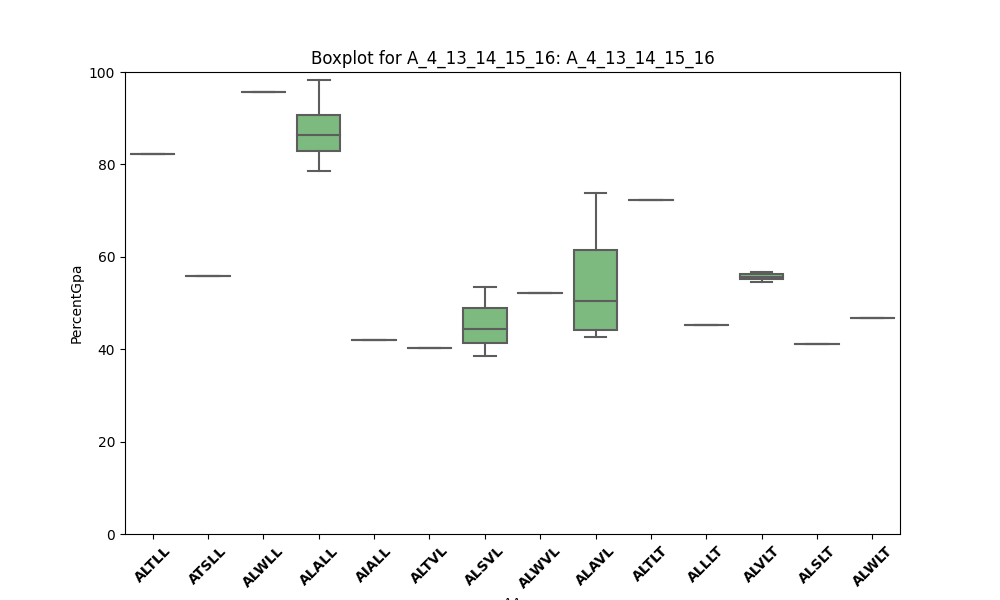 Boxplot for A_4_13_14_15_16: A_4_13_14_15_16
PercentGpa
100
80
60
40
20
0
ALTLL ATSLL ALWLL ALALL AIALL ALTVL ALSVL ALWVL ALAVL ALTLT ALLLT ALVLT ALSLT ALWLT